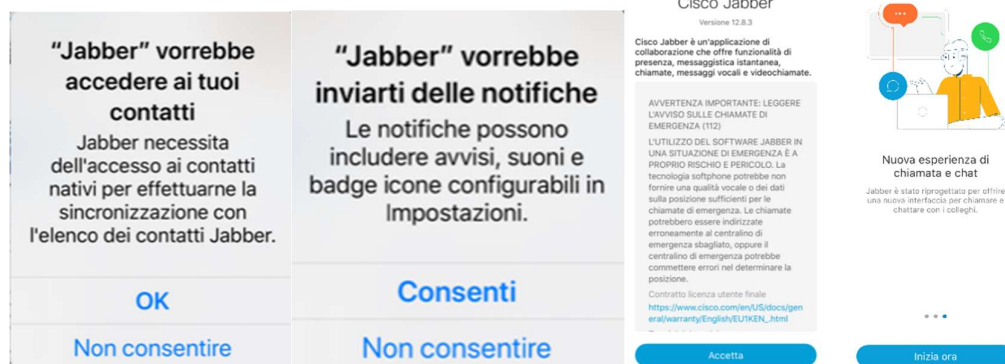 “Jabber” vorrebbe
accedere ai tuoi
contatti
Jabber necessita
dell'accesso ai contatti
nativi per effettuarne la
sincronizzazione con
l'elenco dei contatti Jabber.
OK
Non consentire
“Jabber” vorrebbe
inviarti delle notifiche
Le notifiche possono
includere avvisi, suoni e
badge icone configurabili in
Impostazioni.
Consenti
Non consentire
Cisco Jabber
Versione 12.8.3
Cisco Jabber è un'applicazione di
collaborazione che offre funzionalità di
presenza, messaggistica istantanea,
chiamate, messaggi vocali e videochiamate.
AVVERTENZA IMPORTANTE: LEGGERE
L'AVVISO SULLE CHIAMATE DI
EMERGENZA (112)
L'UTILIZZO DEL SOFTWARE JABBER IN
UNA SITUAZIONE DI EMERGENZA È A
PROPRIO RISCHIO E PERICOLO. La
tecnologia softphone potrebbe non
fornire una qualità vocale o dei dati
sulla posizione sufficienti per le
chiamate di emergenza. Le chiamate
potrebbero essere indirizzate
erroneamente al centralino di
emergenza sbagliato, oppure il
centralino di emergenza potrebbe
commettere errori nel determinare la
posizione.
Contratto licenza utente finale
https://www.cisco.com/en/US/docs/gen
eral/warranty/English/EU1KEN_.html
Accetta
Nuova esperienza di
chiamata e chat
Jabber è stato riprogettato per offrire
una nuova interfaccia per chiamare e
chattare con i colleghi.
Inizia ora